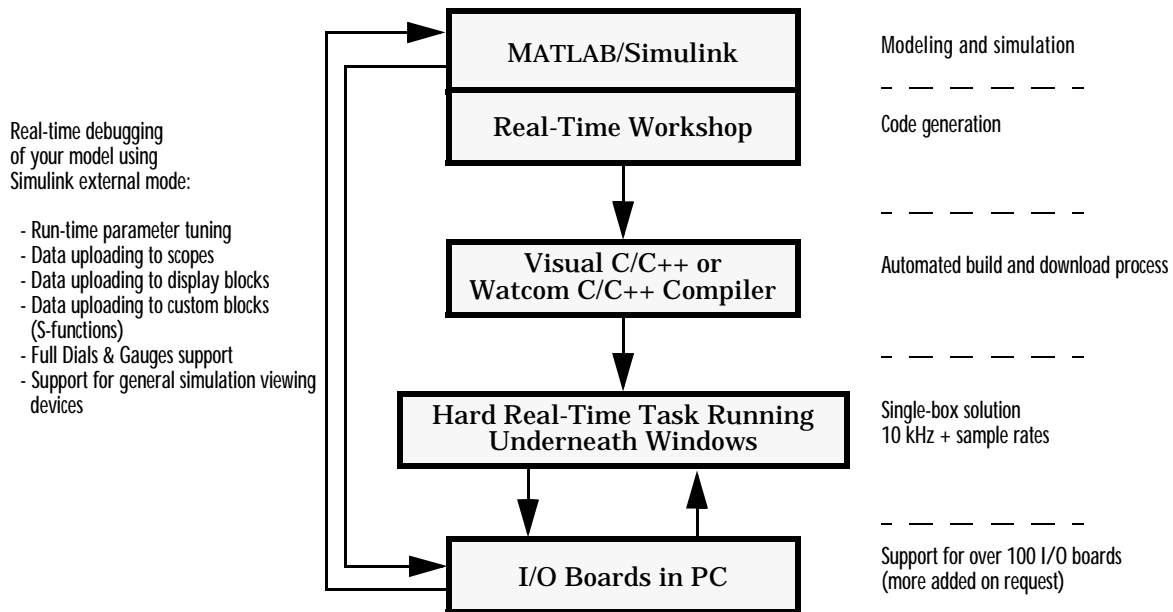 Real-time debugging
of your model using
Simulink external mode:
- Run-time parameter tuning
- Data uploading to scopes
- Data uploading to display blocks
- Data uploading to custom blocks
(S-functions)
- Full Dials & Gauges support
- Support for general simulation viewing
devices
MATLAB/Simulink
Real-Time Workshop
Visual C/C++ or
Watcom C/C++ Compiler
Hard Real-Time Task Running
Underneath Windows
I/O Boards in PC
Modeling and simulation
Code generation
Automated build and download process
Single-box solution
10 kHz + sample rates
Support for over 100 I/O boards
(more added on request)